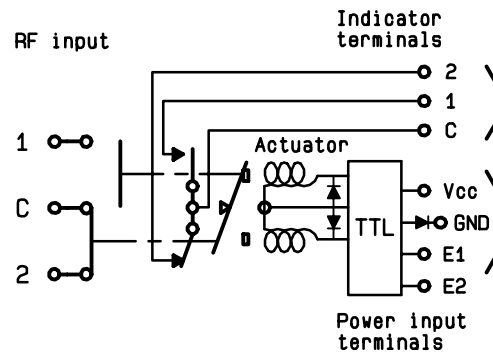 RF input
Indicator
terminals
2
1
C
Actuator
1
C
2
TTL
Vcc
GND
E1
E2
Power input
terminals